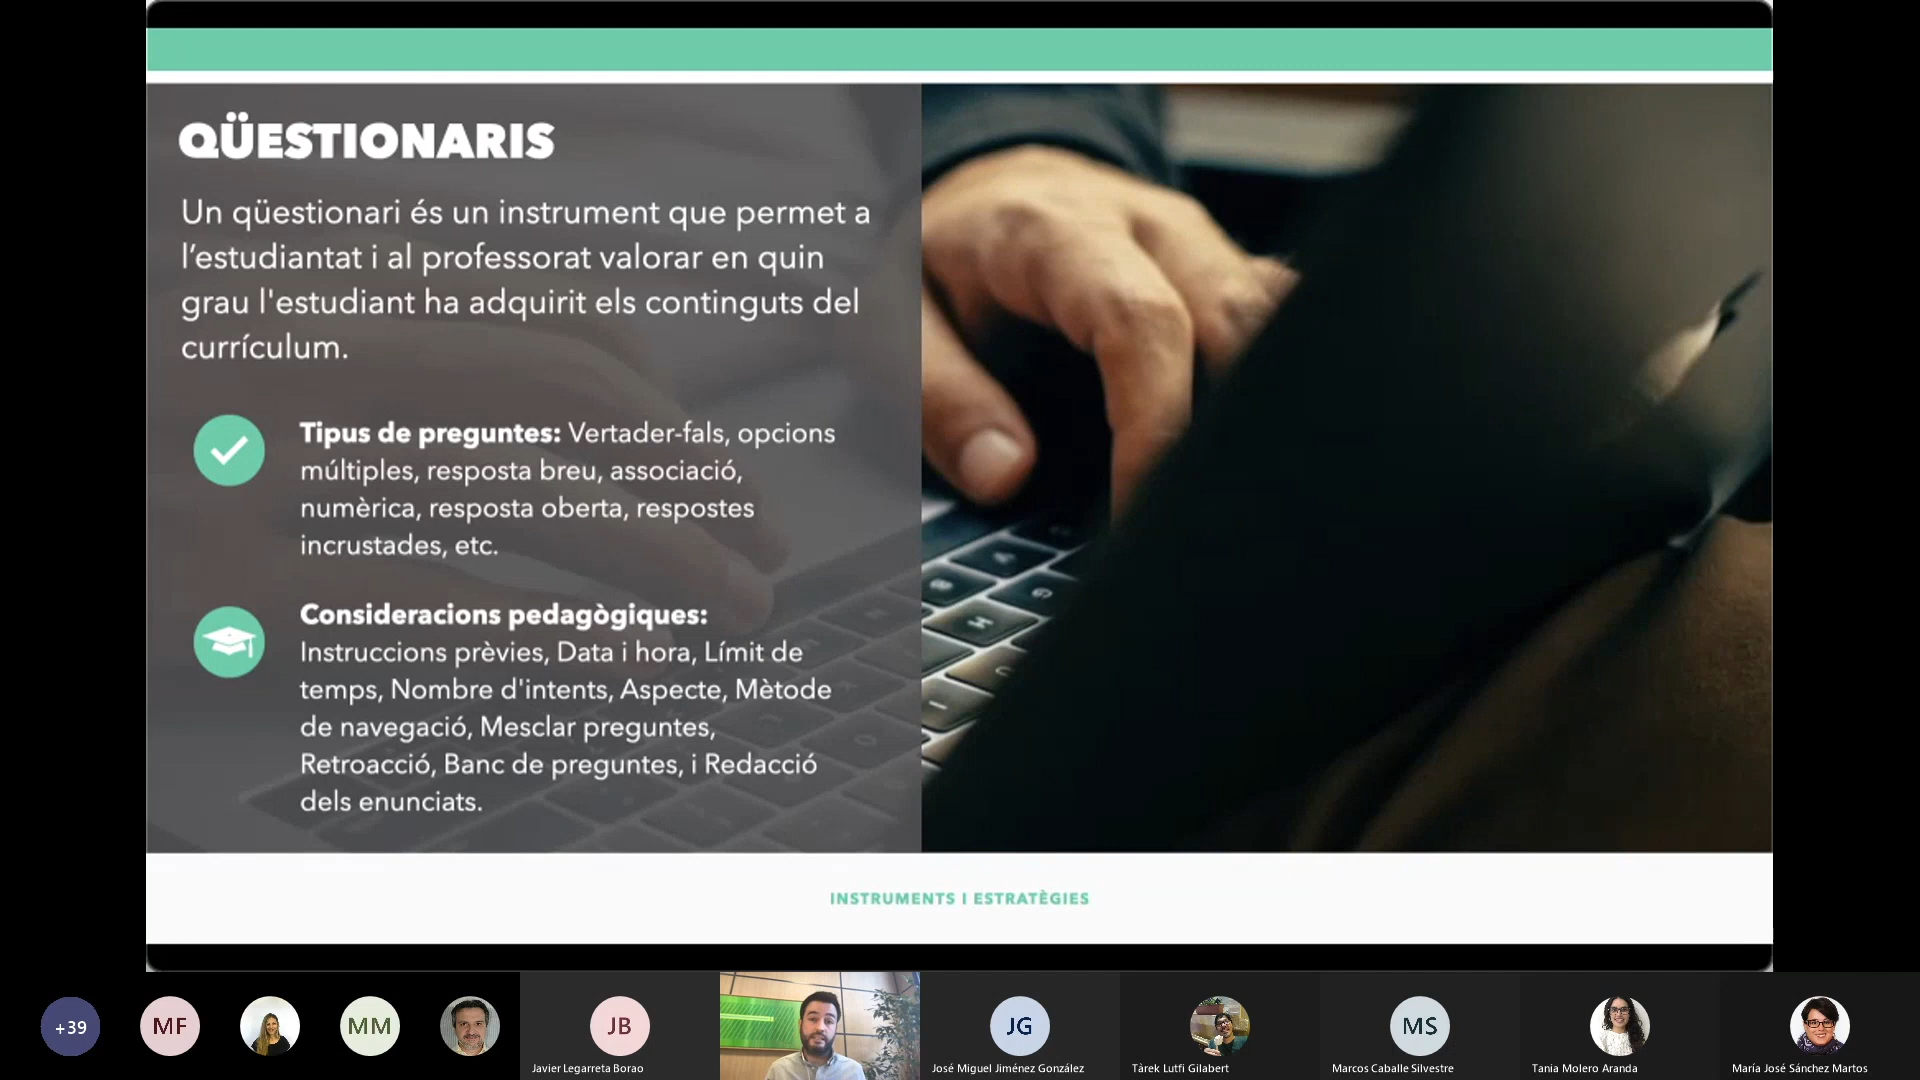 QÜESTIONARIS
Un qüestionari és un instrument que permet a
l’estudiantat i al professorat valorar en quin
grau l'estudiant ha adquirit els continguts del
currículum.
Tipus de preguntes: Vertader-fals, opcions
múltiples, resposta breu, associació,
numèrica, resposta oberta, respostes
incrustades, etc.
Consideracions pedagògiques:
Instruccions prèvies, Data i hora, Límit de
temps, Nombre d'intents, Aspecte, Mètode
de navegació, Mesclar preguntes,
Retroacció, Banc de preguntes, i Redacció
dels enunciats.
INSTRUMENTS I ESTRATÈGIES
+39
MF
MM
JB
JG
MS
Javier Legarreta Borao
José Miguel Jiménez González
Tàrek Lutfi Gilabert
Marcos Caballe Silvestre
Tania Molero Aranda
María José Sánchez Martos